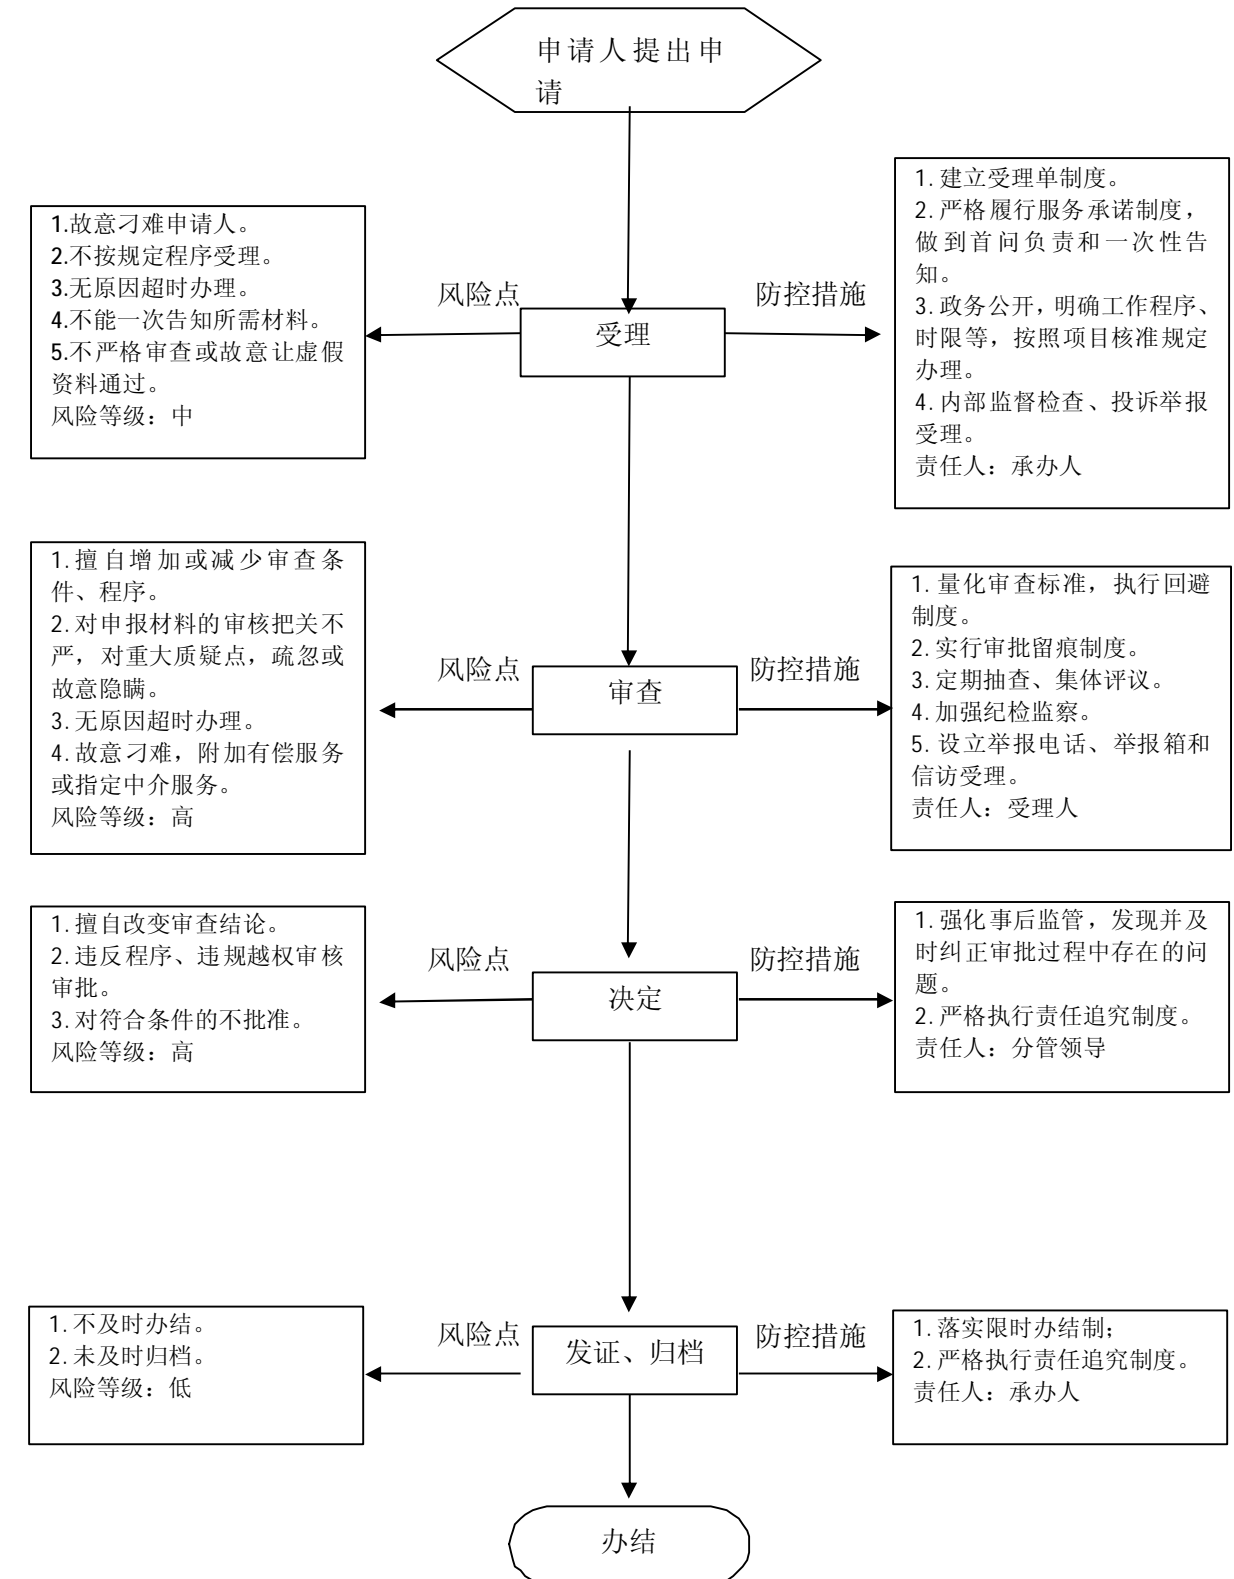 申请人提出申
请
1.故意刁难申请人。
2.不按规定程序受理。
3.无原因超时办理。
4.不能一次告知所需材料。
5.不严格审查或故意让虚假
资料通过。
风险等级：中
风险点
受理
防控措施
1.建立受理单制度。
2.严格履行服务承诺制度，
做到首问负责和一次性告
知。
3.政务公开，明确工作程序、
时限等，按照项目核准规定
办理。
4.内部监督检查、投诉举报
受理。
责任人：承办人
1.擅自增加或减少审查条
件、程序。
2.对申报材料的审核把关不
严，对重大质疑点，疏忽或
故意隐瞒。
3.无原因超时办理。
4.故意刁难，附加有偿服务
或指定中介服务。
风险等级：高
风险点
审查
防控措施
1.量化审查标准，执行回避
制度。
2.实行审批留痕制度。
3.定期抽查、集体评议。
4.加强纪检监察。
5.设立举报电话、举报箱和
信访受理。
责任人：受理人
1.擅自改变审查结论。
2.违反程序、违规越权审核
审批。
3.对符合条件的不批准。
风险等级：高
风险点
决定
防控措施
1.强化事后监管，发现并及
时纠正审批过程中存在的问
题。
2.严格执行责任追究制度。
责任人：分管领导
1.不及时办结。
2.未及时归档。
风险等级：低
风险点
发证、归档
防控措施
1.落实限时办结制；
2.严格执行责任追究制度。
责任人：承办人
办结